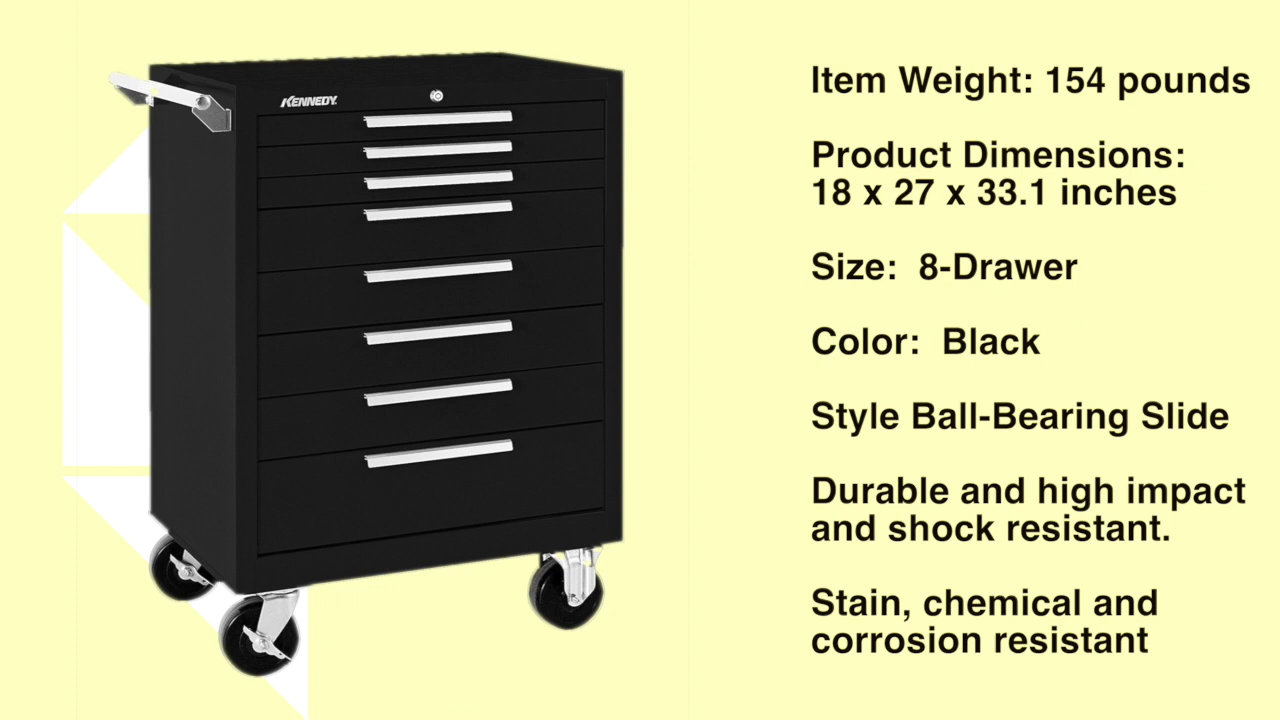 KENNEDY
Item Weight: 154 pounds
Product Dimensions:
18 x 27 x 33.1 inches
Size: 8-Drawer
Color: Black
Style Ball-Bearing Slide
Durable and high impact
and shock resistant.
Stain, chemical and
corrosion resistant